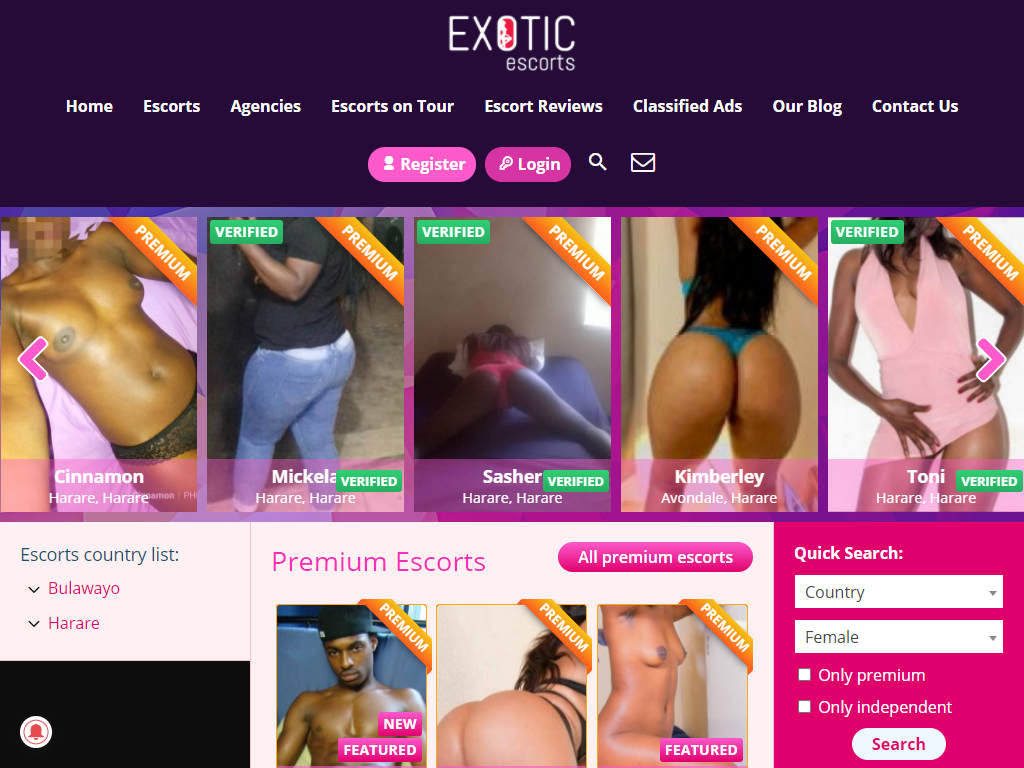 EXOTIC
escorts
Home Escorts Agencies Escorts on Tour Escort Reviews Classified Ads Our Blog Contact Us
Register Login
PREMIUM
VERIFIED PREMIUM
VERIFIED PREMIUM
PREMIUM
VERIFIED PREMIUM
Cinnamon
Harare, Harare
Mickela VERIFIED
Harare, Harare
Sasher VERIFIED
Harare, Harare
Kimberley
Avondale, Harare
Toni VERIFIED
Harare, Harare
Escorts country list:
Bulawayo
Harare
Premium Escorts
All premium escorts
PREMIUM
NEW
FEATURED
PREMIUM
PREMIUM
FEATURED
Quick Search:
Country
Female
Only premium
Only independent
Search